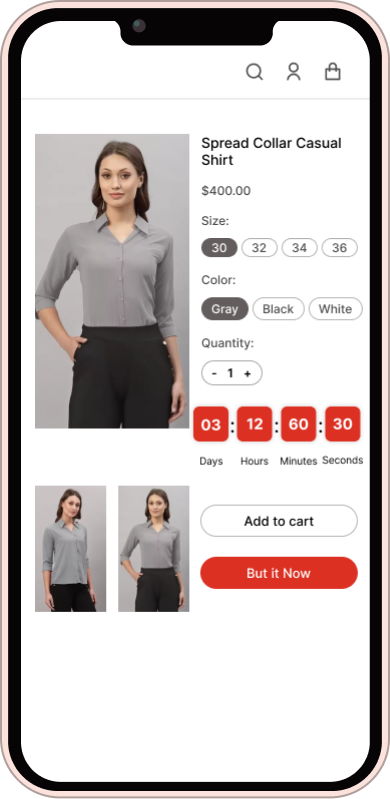 Spread Collar Casual
Shirt
$400.00
Size:
30 32 34 36
Color:
Gray Black White
Quantity:
- 1 +
03 : 12 : 60 : 30
Days Hours Minutes Seconds
Add to cart
But it Now